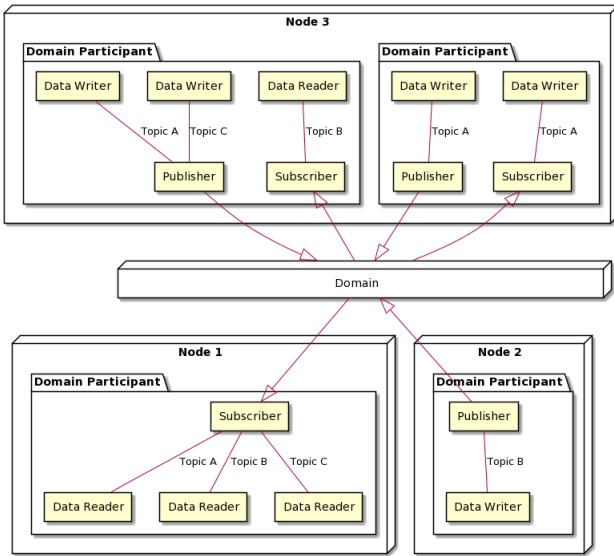 Node 3
Domain Participant
Domain Participant
Data Writer
Data Writer
Data Reader
Data Writer
Data Writer
Topic A
Topic C
Topic B
Topic A
Topic A
Publisher
Subscriber
Publisher
Subscriber
Domain
Node 1
Node 2
Domain Participant
Domain Participant
Subscriber
Publisher
Topic A
Topic B
Topic C
Topic B
Data Reader
Data Reader
Data Reader
Data Writer